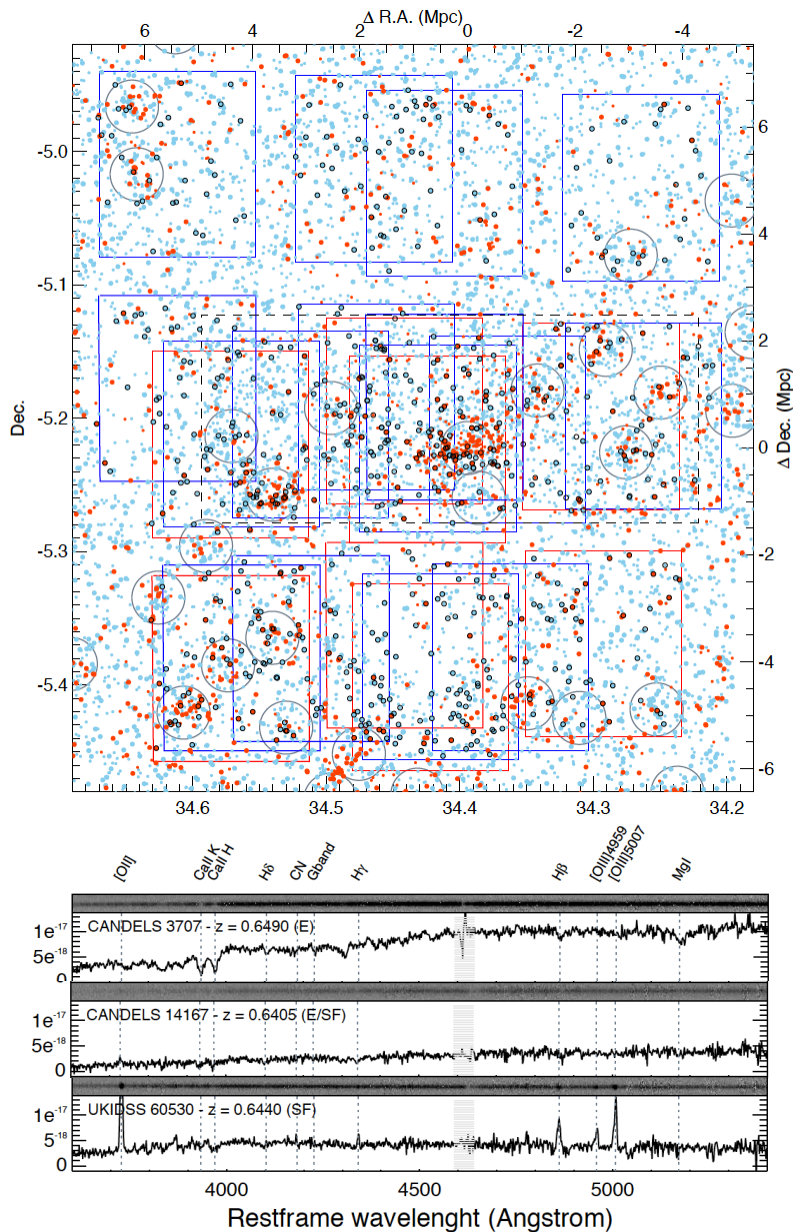 Δ R.A. (Mpc)
6 4 2 0 -2 -4
-5.0
-5.1
-5.2
-5.3
-5.4
Dec.
6
4
2
0
-2
-4
-6
Δ Dec. (Mpc)
34.6 34.5 34.4 34.3 34.2
[OII] CaII K CaII H Hδ CN Gband Hγ Hβ [OIII]4959 [OIII]5007 MgI
1e-17
5e-18
0
CANDELS 3707 - z = 0.6490 (E)
1e-17
5e-18
0
CANDELS 14167 - z = 0.6405 (E/SF)
1e-17
5-18
0
UKIDSS 60530 - z = 0.6440 (SF)
4000 4500 5000
Restframe wavelenght (Angstrom)